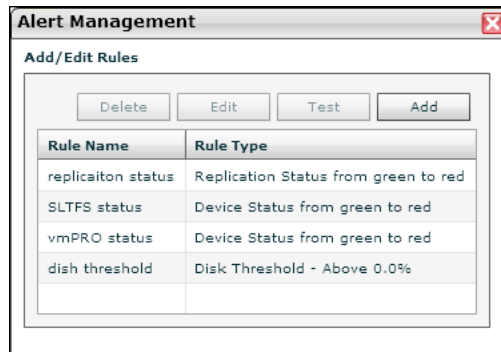 Alert Management
Add/Edit Rules
Delete Edit Test Add
Rule Name Rule Type
replicaiton status Replication Status from green to red
SLTFS status Device Status from green to red
vmPRO status Device Status from green to red
dish threshold Disk Threshold - Above 0.0%